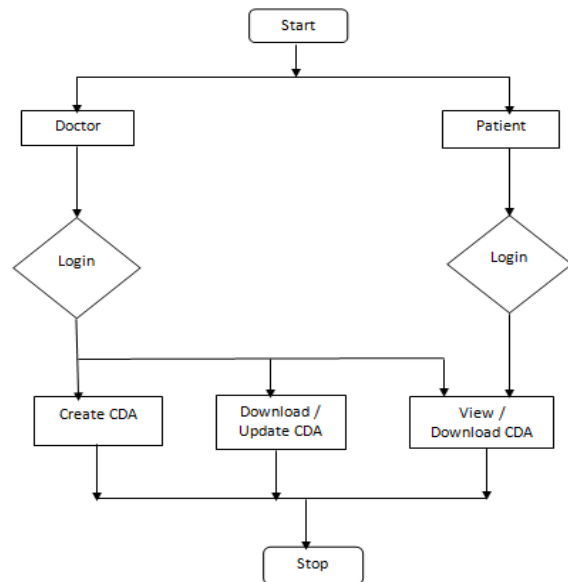 Start
Doctor
Patient
Login
Login
Create CDA
Download /
Update CDA
View /
Download CDA
Stop